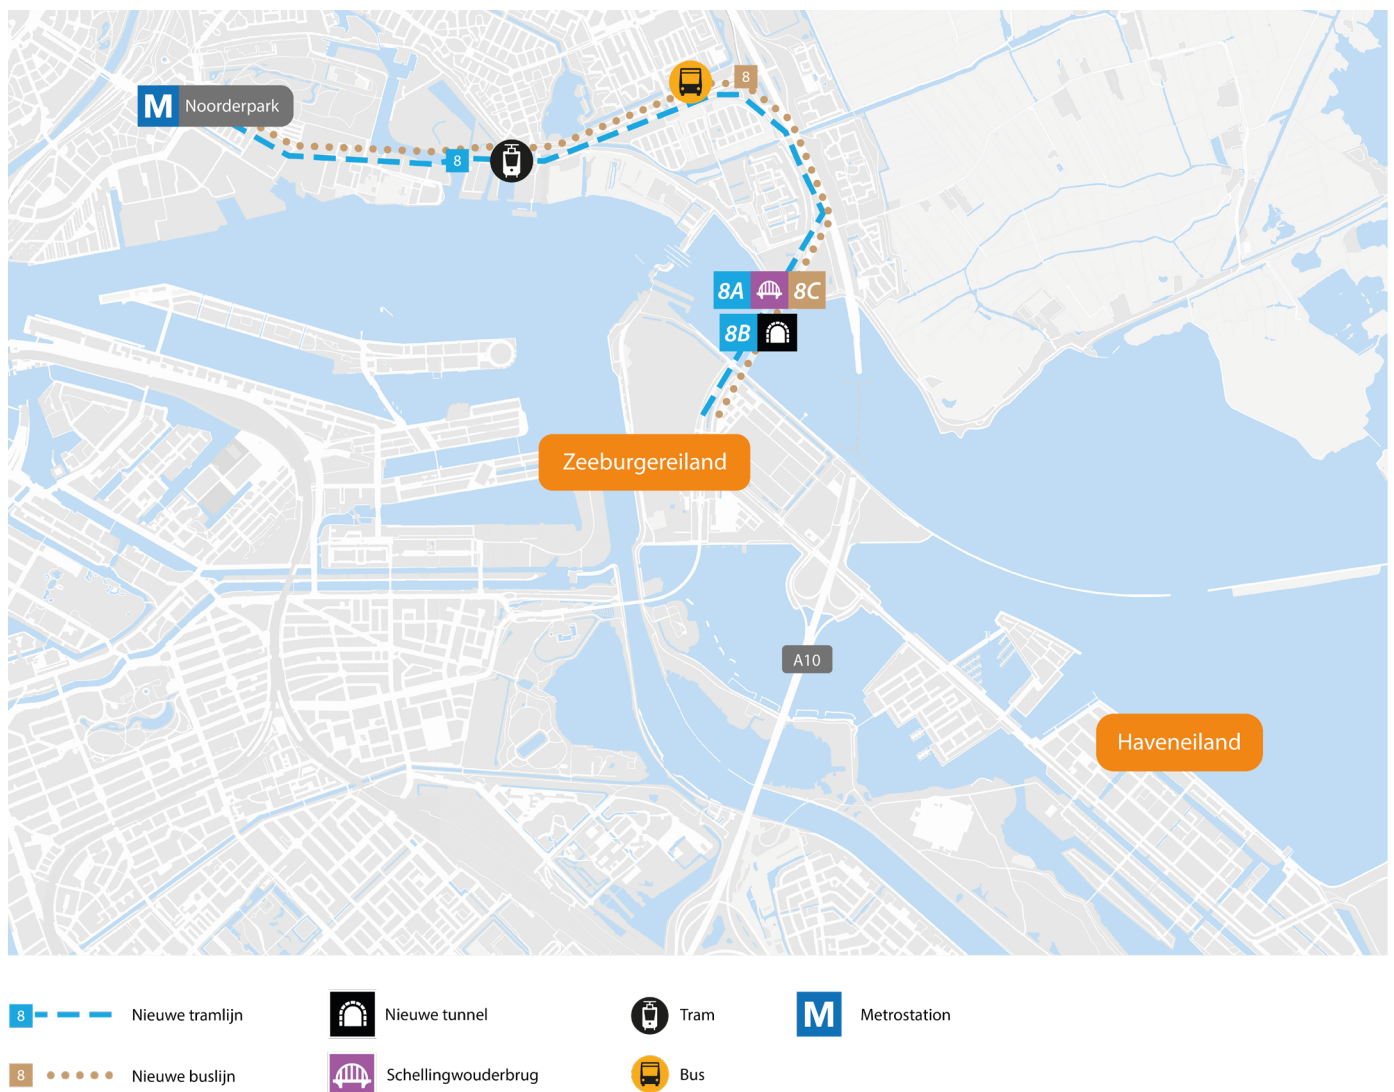 8
M Noorderpark
8
8A 8C
8B
Zeeburgereiland
A10
Haveneiland
8 Nieuwe tramlijn
Nieuwe tunnel
Tram
M Metrostation
8 Nieuwe buslijn
Schellingwouderbrug
Bus